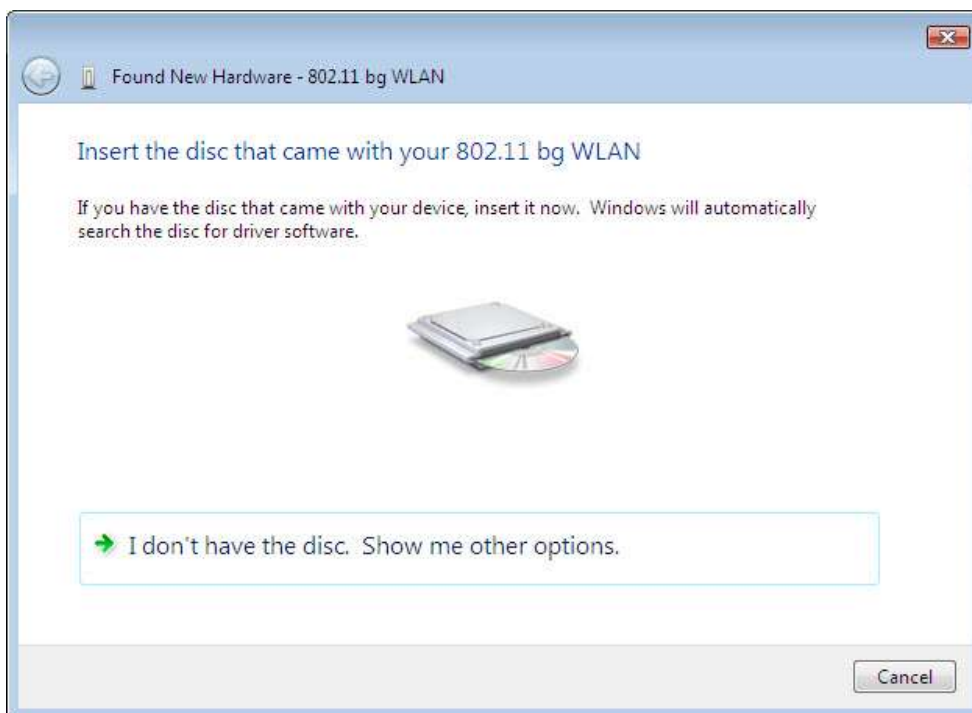 Found New Hardware - 802.11 bg WLAN
Insert the disc that came with your 802.11 bg WLAN
If you have the disc that came with your device, insert it now.  Windows will automatically
search the disc for driver software.
I don't have the disc.  Show me other options.
Cancel